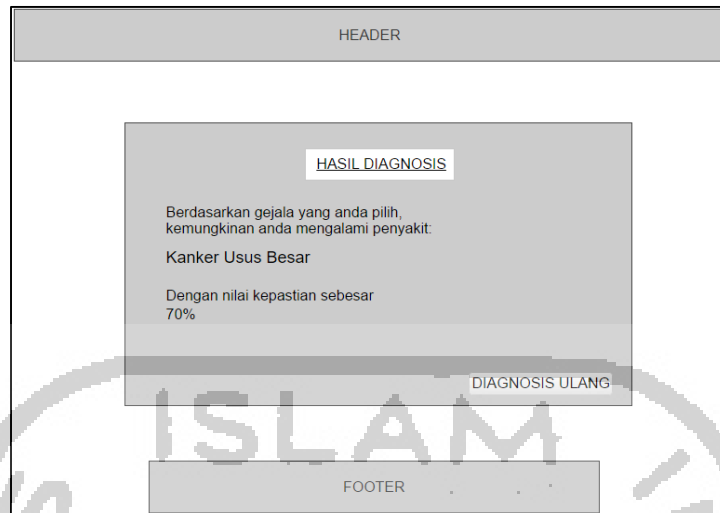 HEADER
HASIL DIAGNOSIS
Berdasarkan gejala yang anda pilih,
kemungkinan anda mengalami penyakit:
Kanker Usus Besar
Dengan nilai kepastian sebesar
70%
DIAGNOSIS ULANG
ISLAM
FOOTER